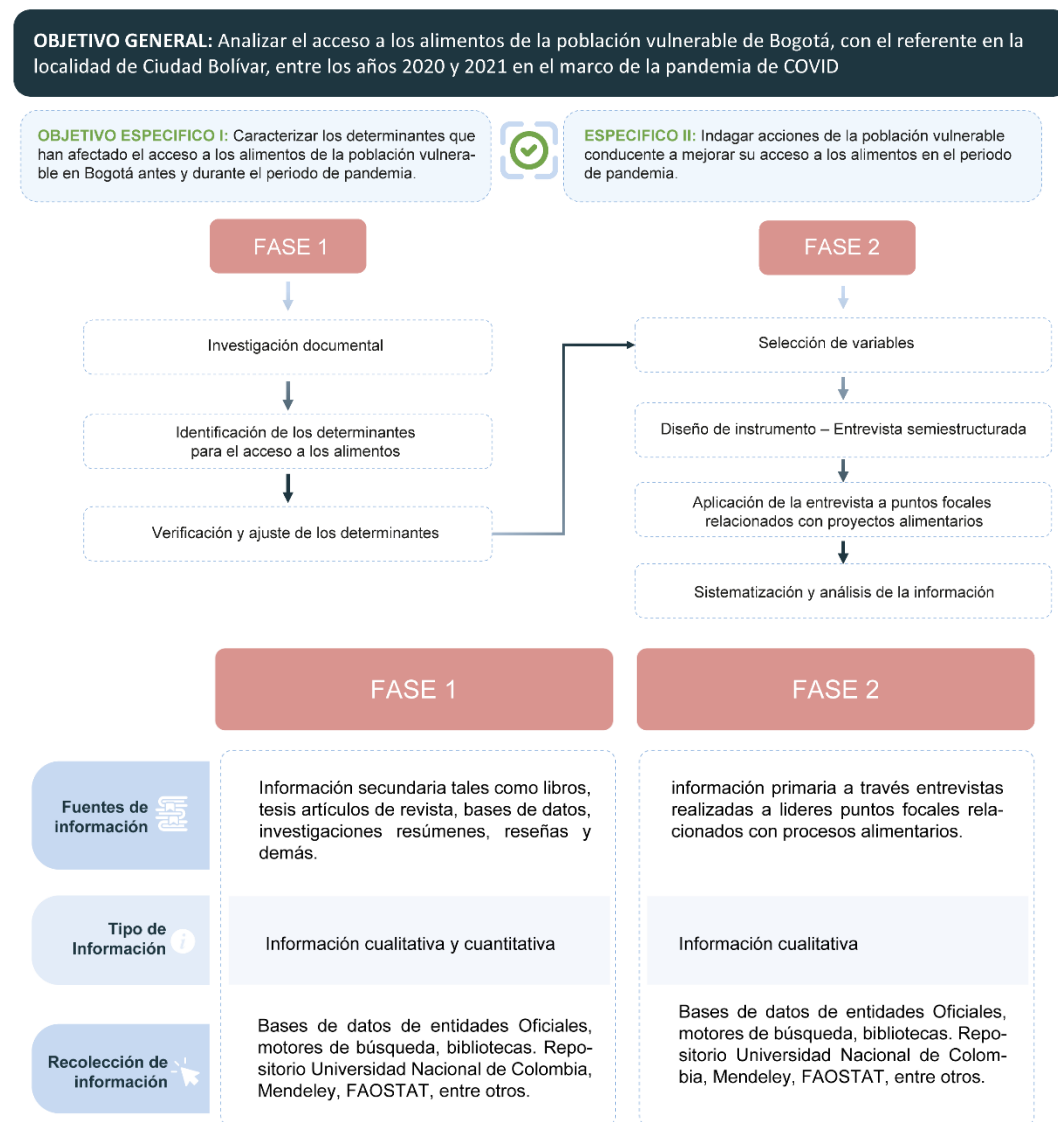 OBJETIVO GENERAL: Analizar el acceso a los alimentos de la población vulnerable de Bogotá, con el referente en la
localidad de Ciudad Bolívar, entre los años 2020 y 2021 en el marco de la pandemia de COVID
OBJETIVO ESPECIFICO I: Caracterizar los determinantes que
han afectado el acceso a los alimentos de la población vulnera-
ble en Bogotá antes y durante el periodo de pandemia.
ESPECIFICO II: Indagar acciones de la población vulnerable
conducente a mejorar su acceso a los alimentos en el periodo
de pandemia.
FASE 1
Investigación documental
Identificación de los determinantes
para el acceso a los alimentos
Verificación y ajuste de los determinantes
FASE 2
Selección de variables
Diseño de instrumento – Entrevista semiestructurada
Aplicación de la entrevista a puntos focales
relacionados con proyectos alimentarios
Sistematización y análisis de la información
FASE 1
FASE 2
Fuentes de
información
Información secundaria tales como libros,
tesis artículos de revista, bases de datos,
investigaciones resúmenes, reseñas y
demás.
información primaria a través entrevistas
realizadas a lideres puntos focales rela-
cionados con procesos alimentarios.
Tipo de
Información
Información cualitativa y cuantitativa
Información cualitativa
Recolección de
información
Bases de datos de entidades Oficiales,
motores de búsqueda, bibliotecas. Repo-
sitorio Universidad Nacional de Colombia,
Mendeley, FAOSTAT, entre otros.
Bases de datos de entidades Oficiales,
motores de búsqueda, bibliotecas. Repo-
sitorio Universidad Nacional de Colom-
bia, Mendeley, FAOSTAT, entre otros.